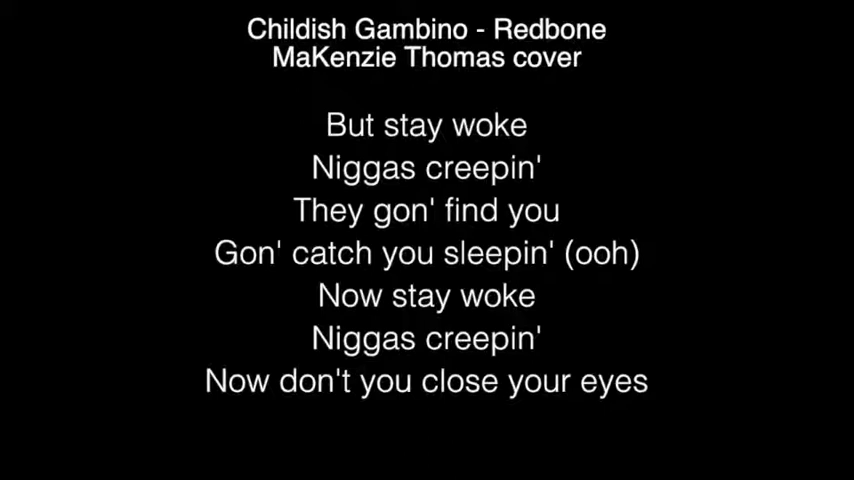 Childish Gambino - Redbone
MaKenzie Thomas cover
But stay woke
Niggas creepin'
They gon' find you
Gon' catch you sleepin' (ooh)
Now stay woke
Niggas creepin'
Now don't you close your eyes